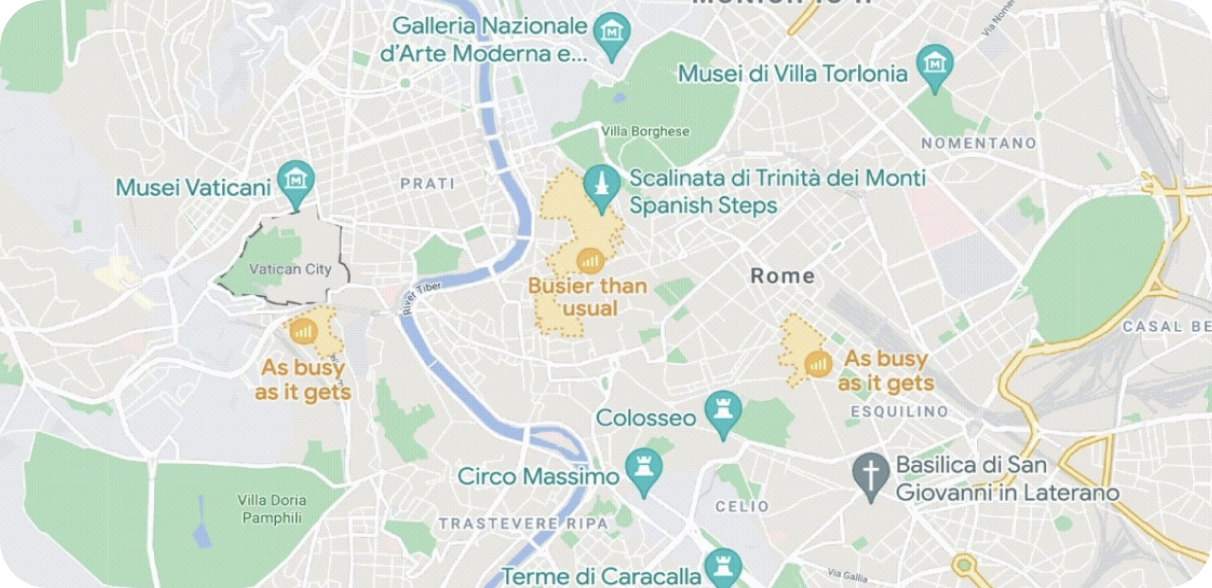 Galleria Nazionale
d'Arte Moderna e...
Via Nome
Musei di Villa Torlonia
Villa Borghese
NOMENTANO
Musei Vaticani
PRATI
Scalinata di Trinità dei Monti
Spanish Steps
Vatican City
Rome
River Tiber
Busier than
usual
CASAL BE
As busy
as it gets
As busy
as it gets
ESQUILINO
Colosseo
Circo Massimo
Basilica di San
Giovanni in Laterano
Villa Doria
Pamphili
CELIO
TRASTEVERE
RIPA
Terme di Caracalla
Via Gallia